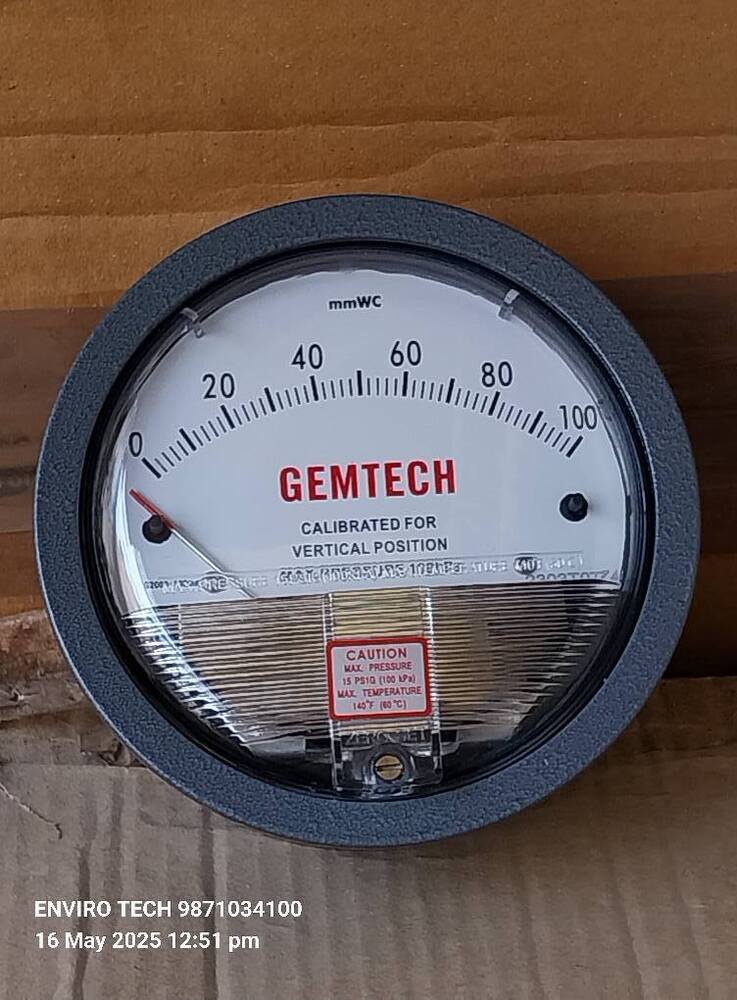 mmWC
0 20 40 60 80 100
GEMTECH
CALIBRATED FOR
VERTICAL POSITION
CAUTION
MAX. PRESSURE
15 PSIG (100 kPa)
MAX. TEMPERATURE
140°F (60°C)
ENVIRO TECH 9871034100
16 May 2025 12:51 pm